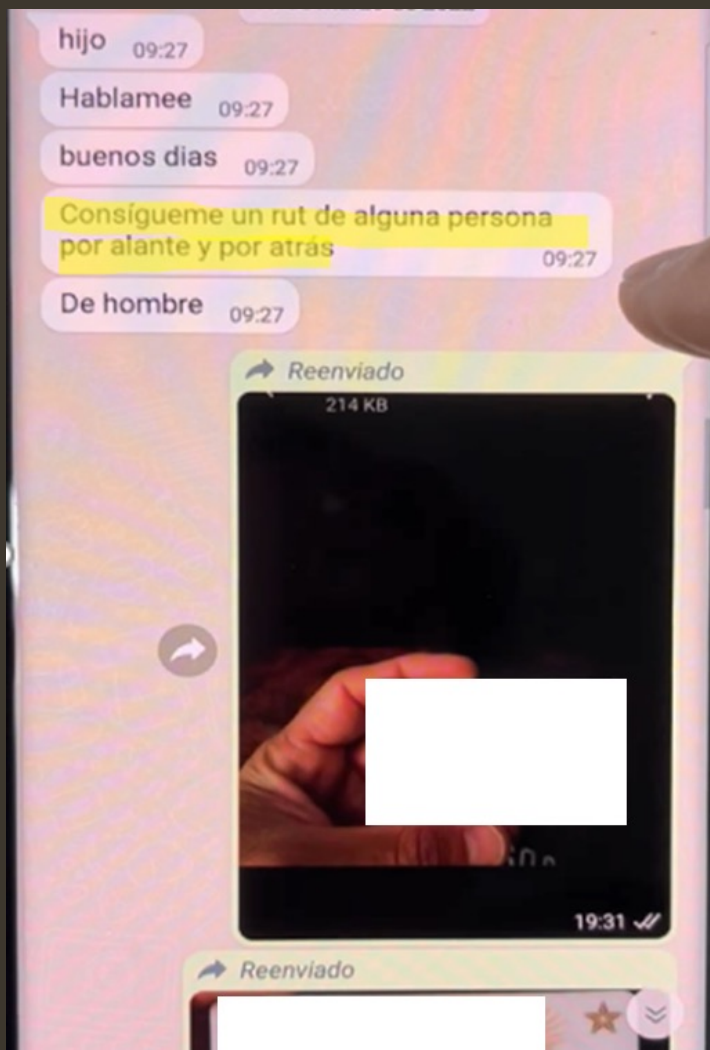 hijo 09:27
Hablamee 09:27
buenos dias 09:27
Consígueme un rut de alguna persona
por alante y por atrás
09:27
De hombre 09:27
Reenviado
214 KB
19:31
Reenviado